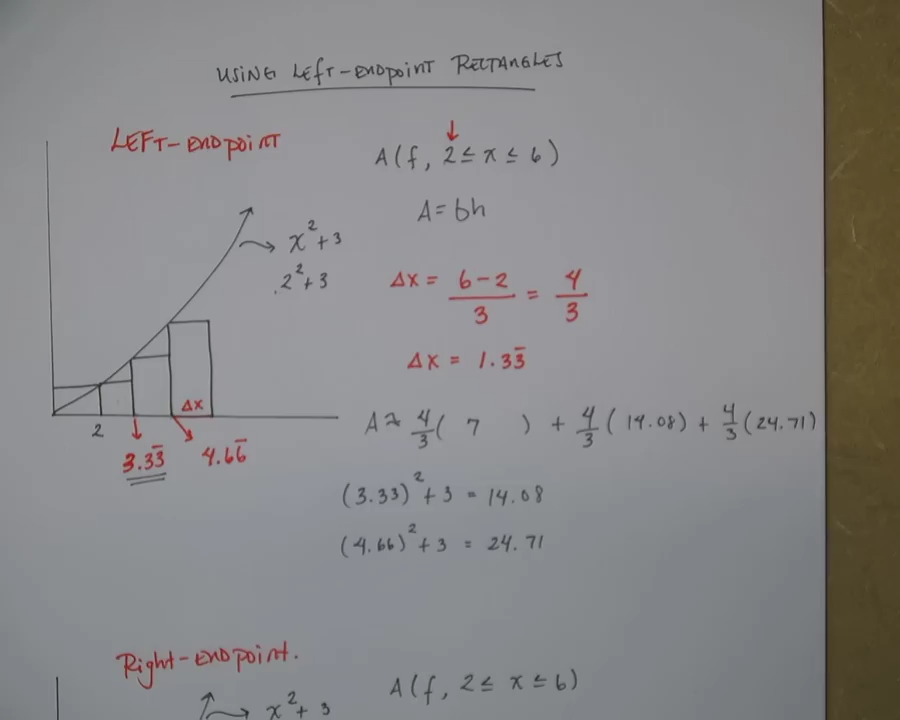 USING LEft-ENDpoiNT RECTANGLES
LEFT-ENDpoiNT
A(f, 2 ≤ x ≤ 6)
A = bh
x² + 3
2² + 3
Δx = 6 - 2 / 3 = 4/3
Δx = 1.33̅
Δx
2
3.33̅ 4.66̅
A ≈ 4/3 ( 7 ) + 4/3 ( 14.08) + 4/3 (24.71)
(3.33)² + 3 = 14.08
(4.66)² + 3 = 24.71
Right-ENDpoint.
A(f, 2 ≤ x ≤ 6)
x² + 3